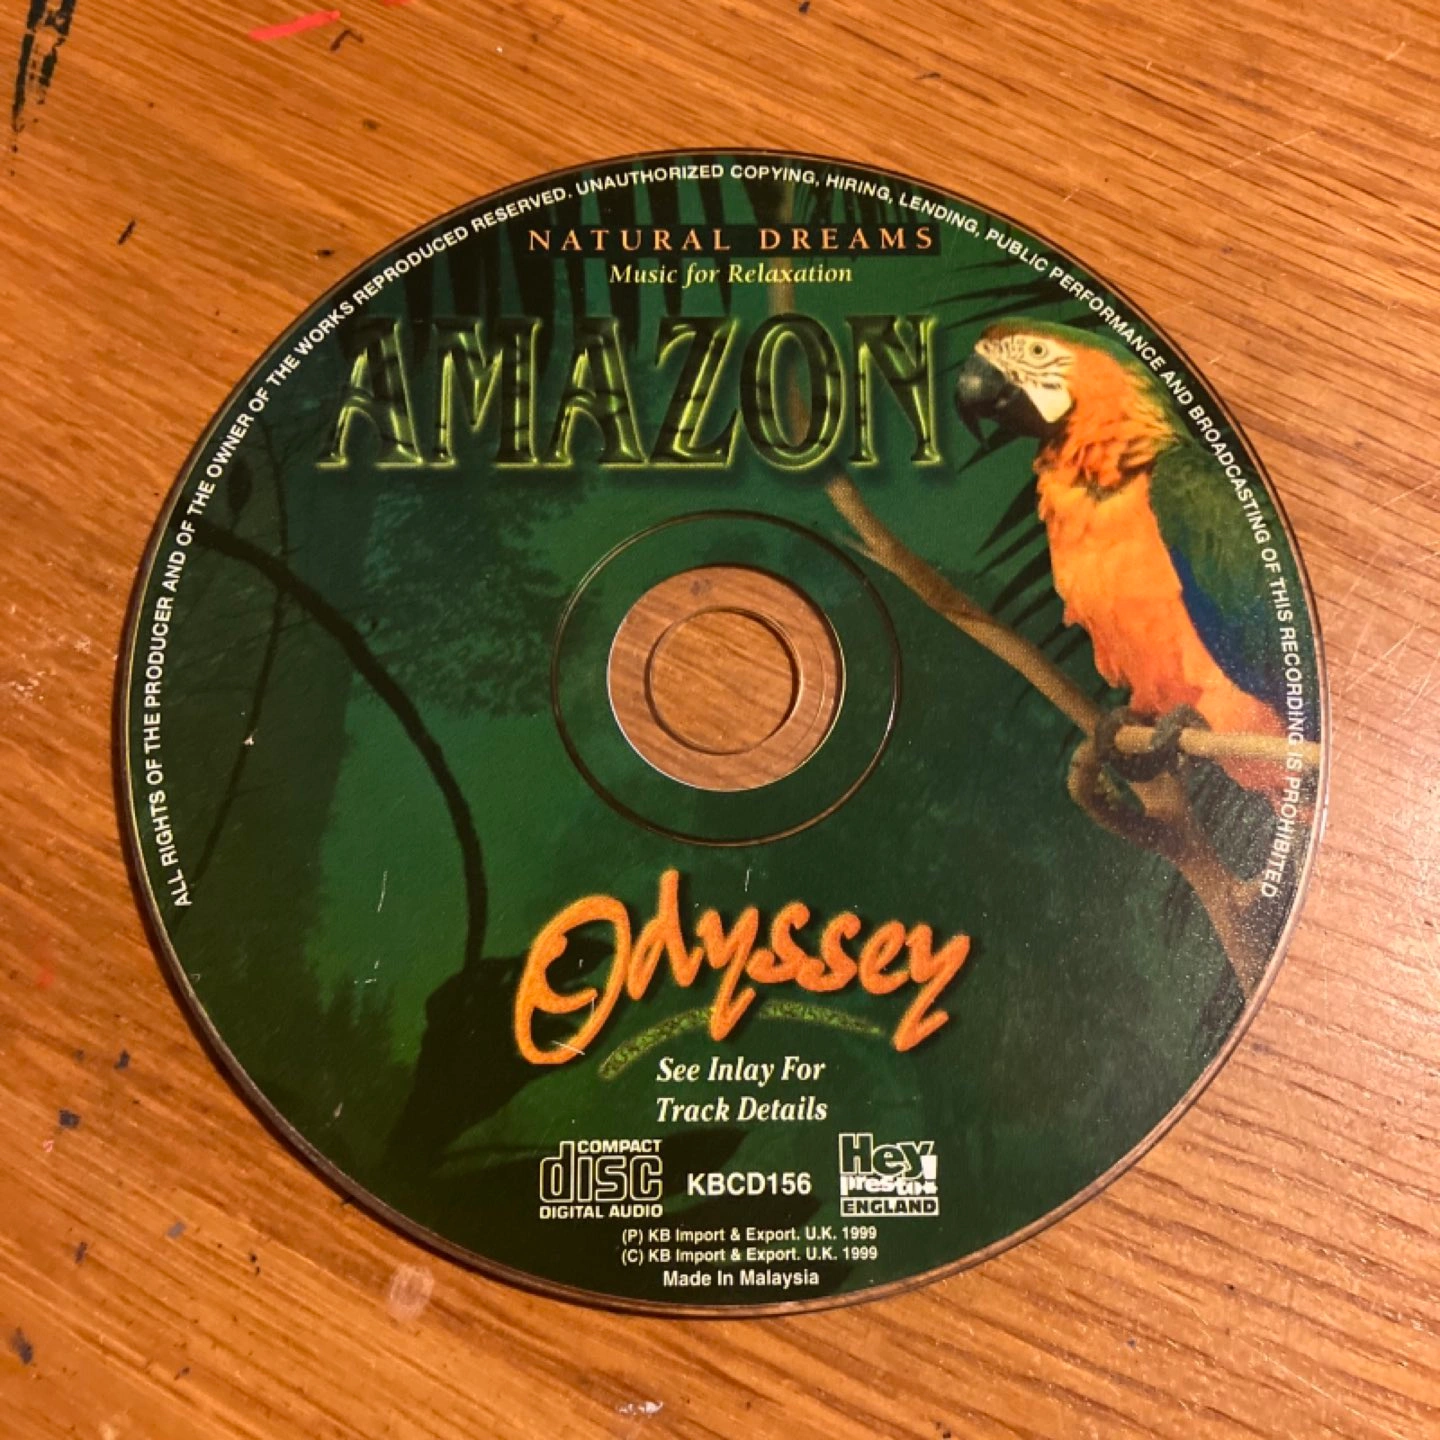 ALL RIGHTS OF THE PRODUCER AND OF THE OWNER OF THE WORKS REPRODUCED RESERVED. UNAUTHORIZED COPYING, HIRING, LENDING, PUBLIC PERFORMANCE AND BROADCASTING OF THIS RECORDING IS PROHIBITED
NATURAL DREAMS
Music for Relaxation
AMAZON
Odyssey
See Inlay For
Track Details
COMPACT
disc
DIGITAL AUDIO
KBCD156
Hey
presto!
ENGLAND
(P) KB Import & Export. U.K. 1999
(C) KB Import & Export. U.K. 1999
Made In Malaysia